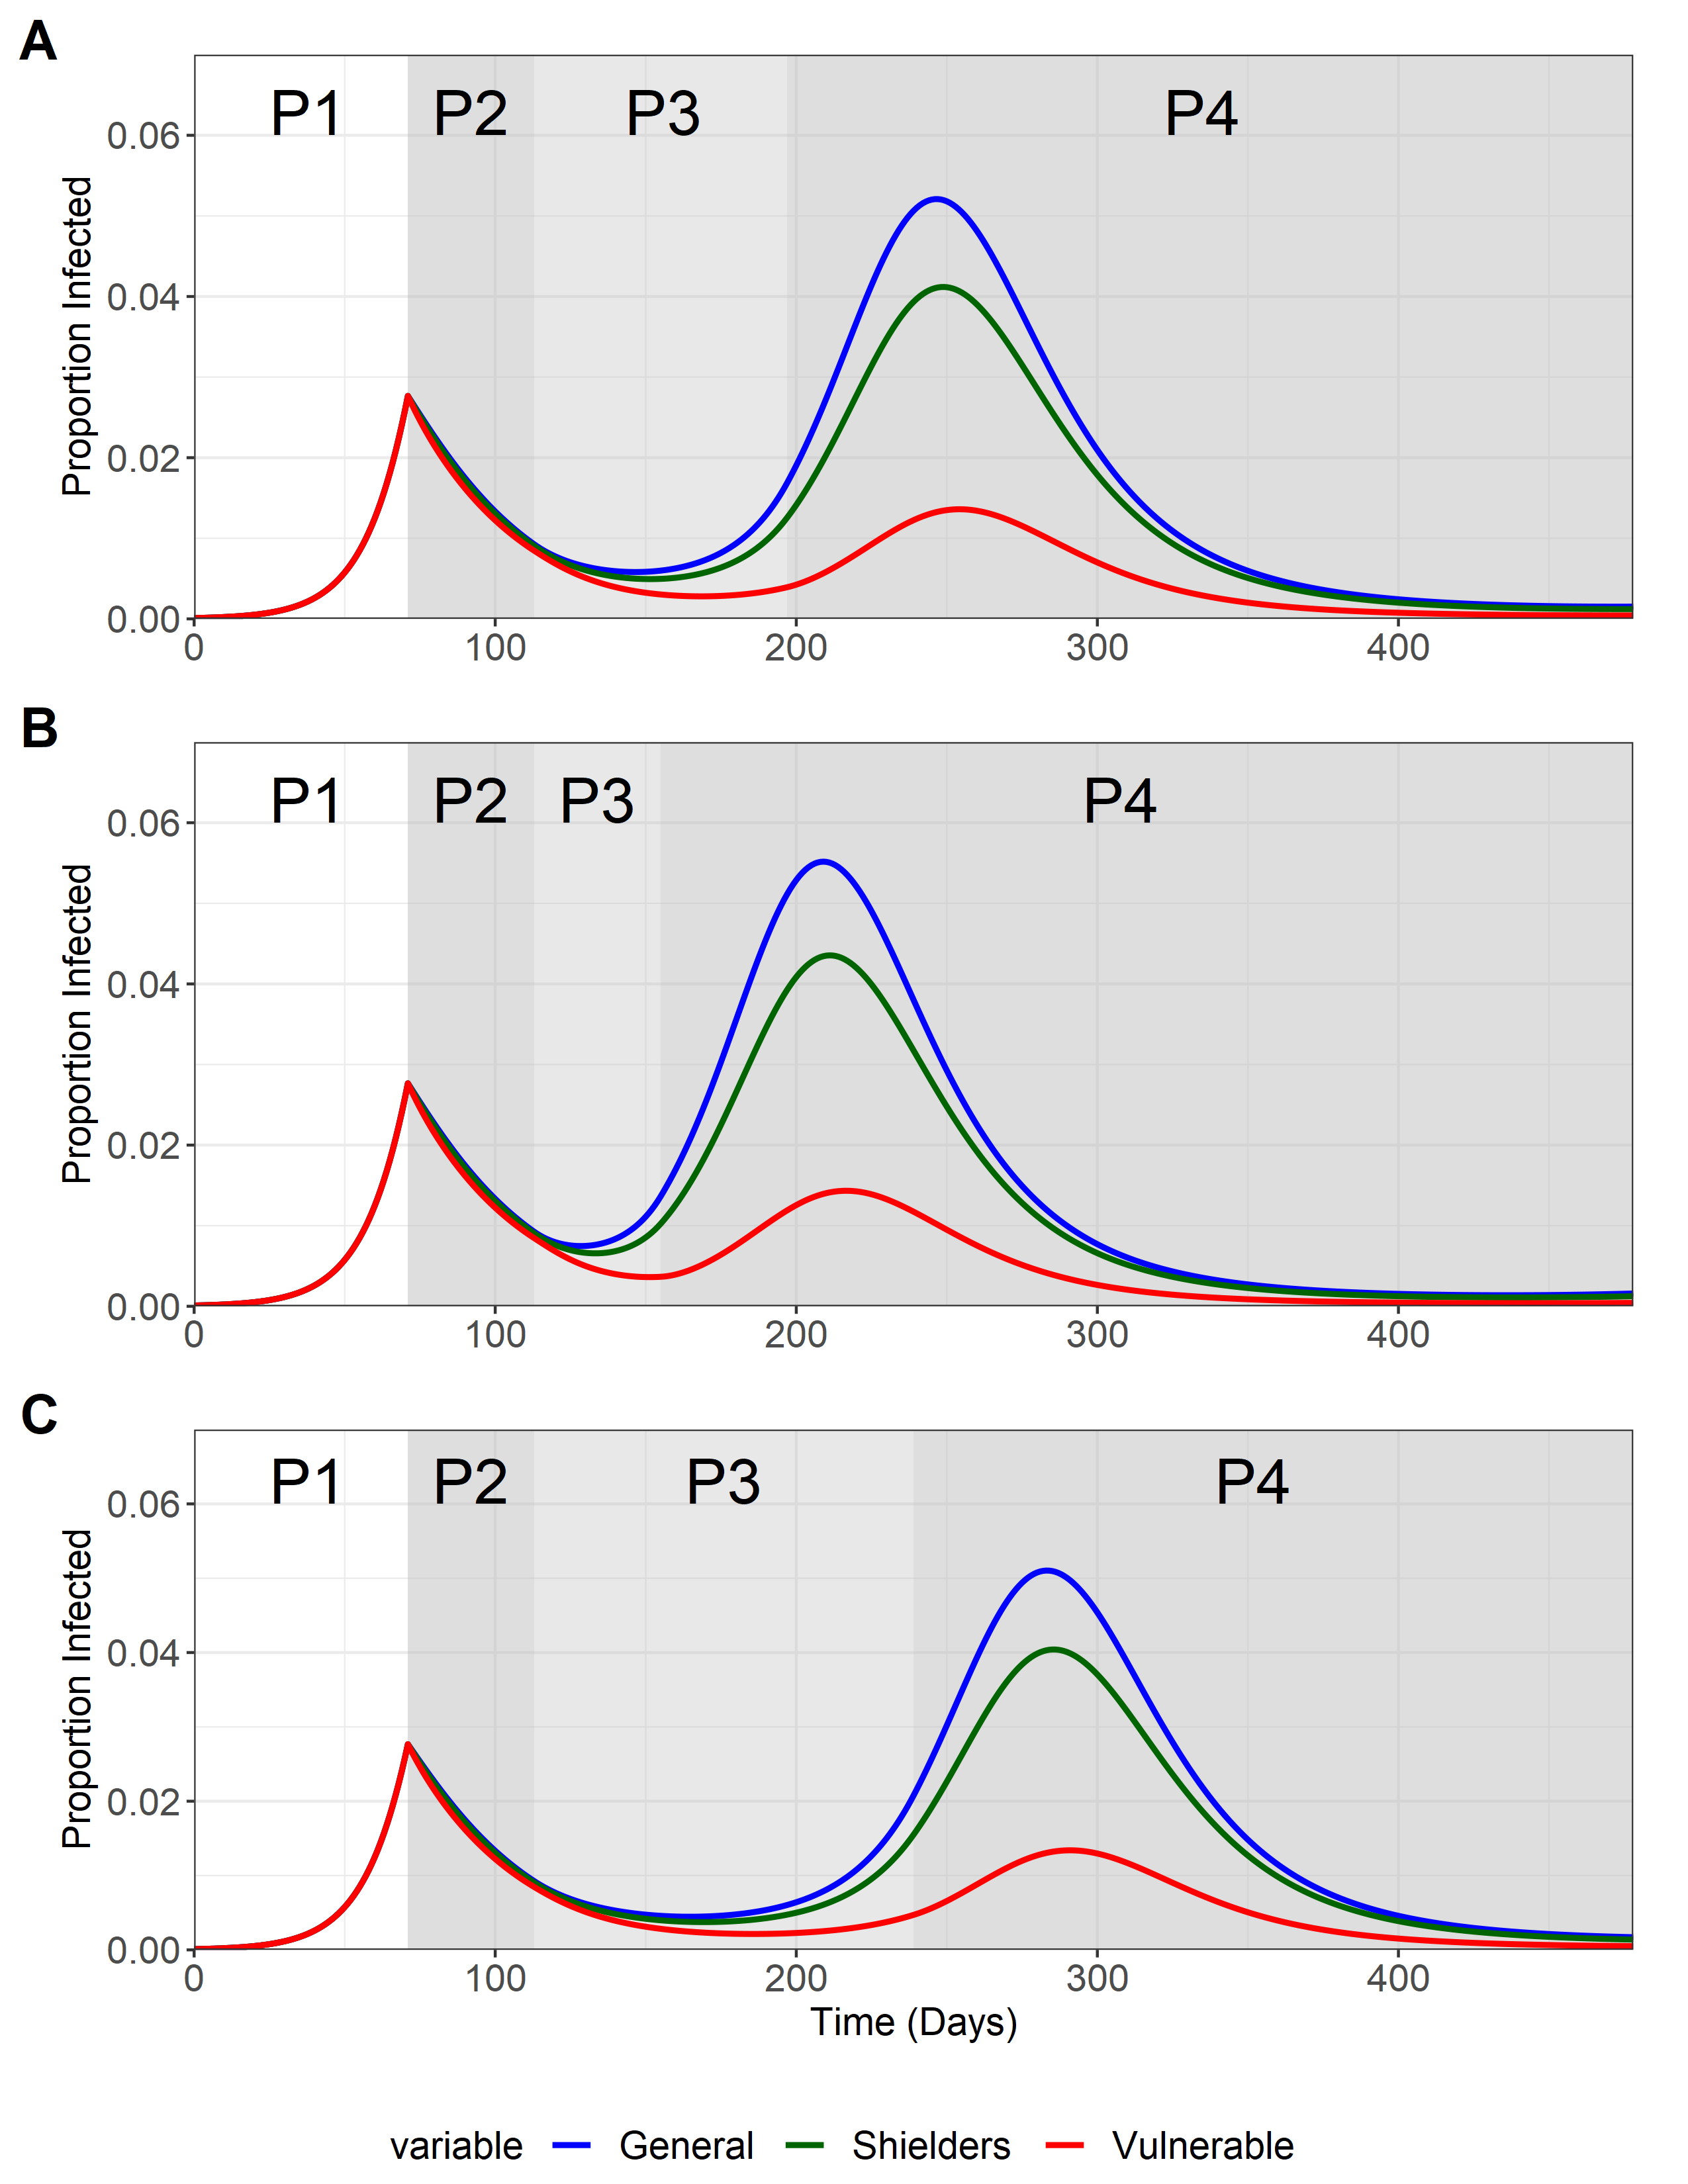 A
P1 P2 P3 P4
0.06
0.04
0.02
0.00
Proportion Infected
0 100 200 300 400
B
P1 P2 P3 P4
0.06
0.04
0.02
0.00
Proportion Infected
0 100 200 300 400
C
P1 P2 P3 P4
0.06
0.04
0.02
0.00
Proportion Infected
0 100 200 300 400
Time (Days)
variable General Shielders Vulnerable